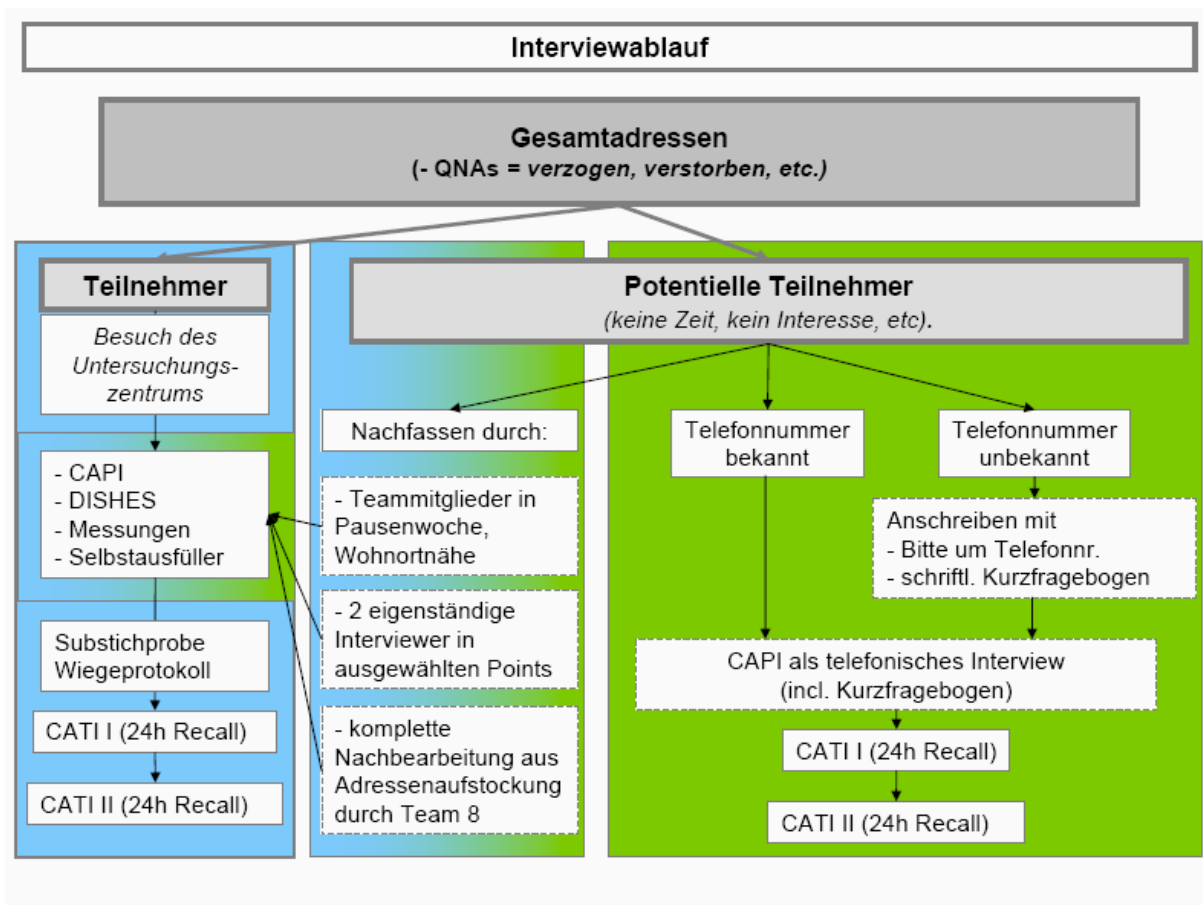 Interviewablauf
Gesamtadressen
(- QNAs = verzogen, verstorben, etc.)
Teilnehmer
Besuch des
Untersuchungs-
zentrums
- CAPI
- DISHES
- Messungen
- Selbstausfüller
Substichprobe
Wiegeprotokoll
CATI I (24h Recall)
CATI II (24h Recall)
Potentielle Teilnehmer
(keine Zeit, kein Interesse, etc).
Nachfassen durch:
- Teammitglieder in
Pausenwoche,
Wohnortnähe
- 2 eigenständige
Interviewer in
ausgewählten Points
- komplette
Nachbearbeitung aus
Adressenaufstockung
durch Team 8
Telefonnummer
bekannt
Telefonnummer
unbekannt
Anschreiben mit
- Bitte um Telefonnr.
- schriftl. Kurzfragebogen
CAPI als telefonisches Interview
(incl. Kurzfragebogen)
CATI I (24h Recall)
CATI II (24h Recall)